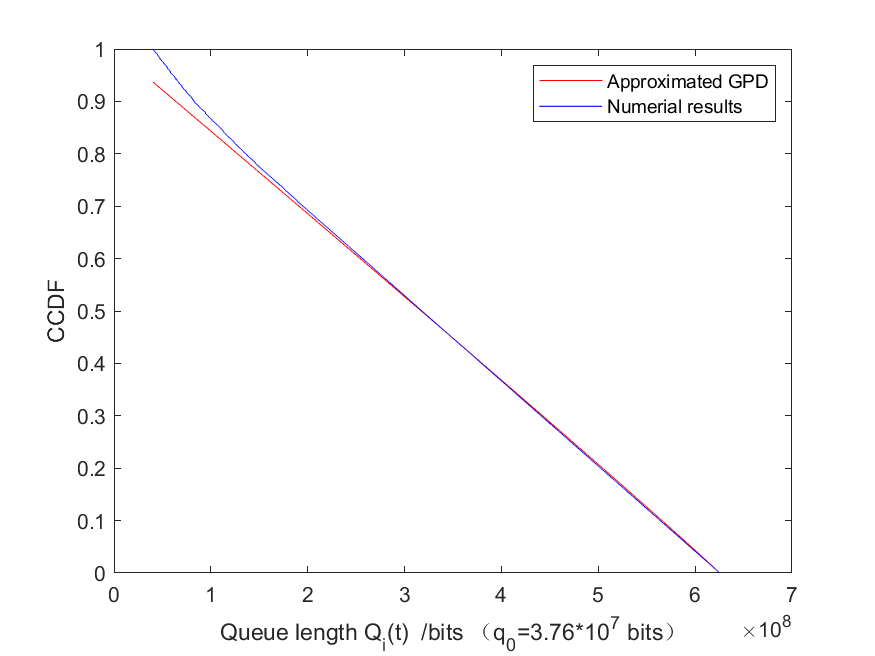 1
0.9
0.8
0.7
0.6
0.5
0.4
0.3
0.2
0.1
0
CCDF
Approximated GPD
Numerial results
0 1 2 3 4 5 6 7
×10^8
Queue length Q_i(t) /bits （q_0=3.76*10^7 bits）